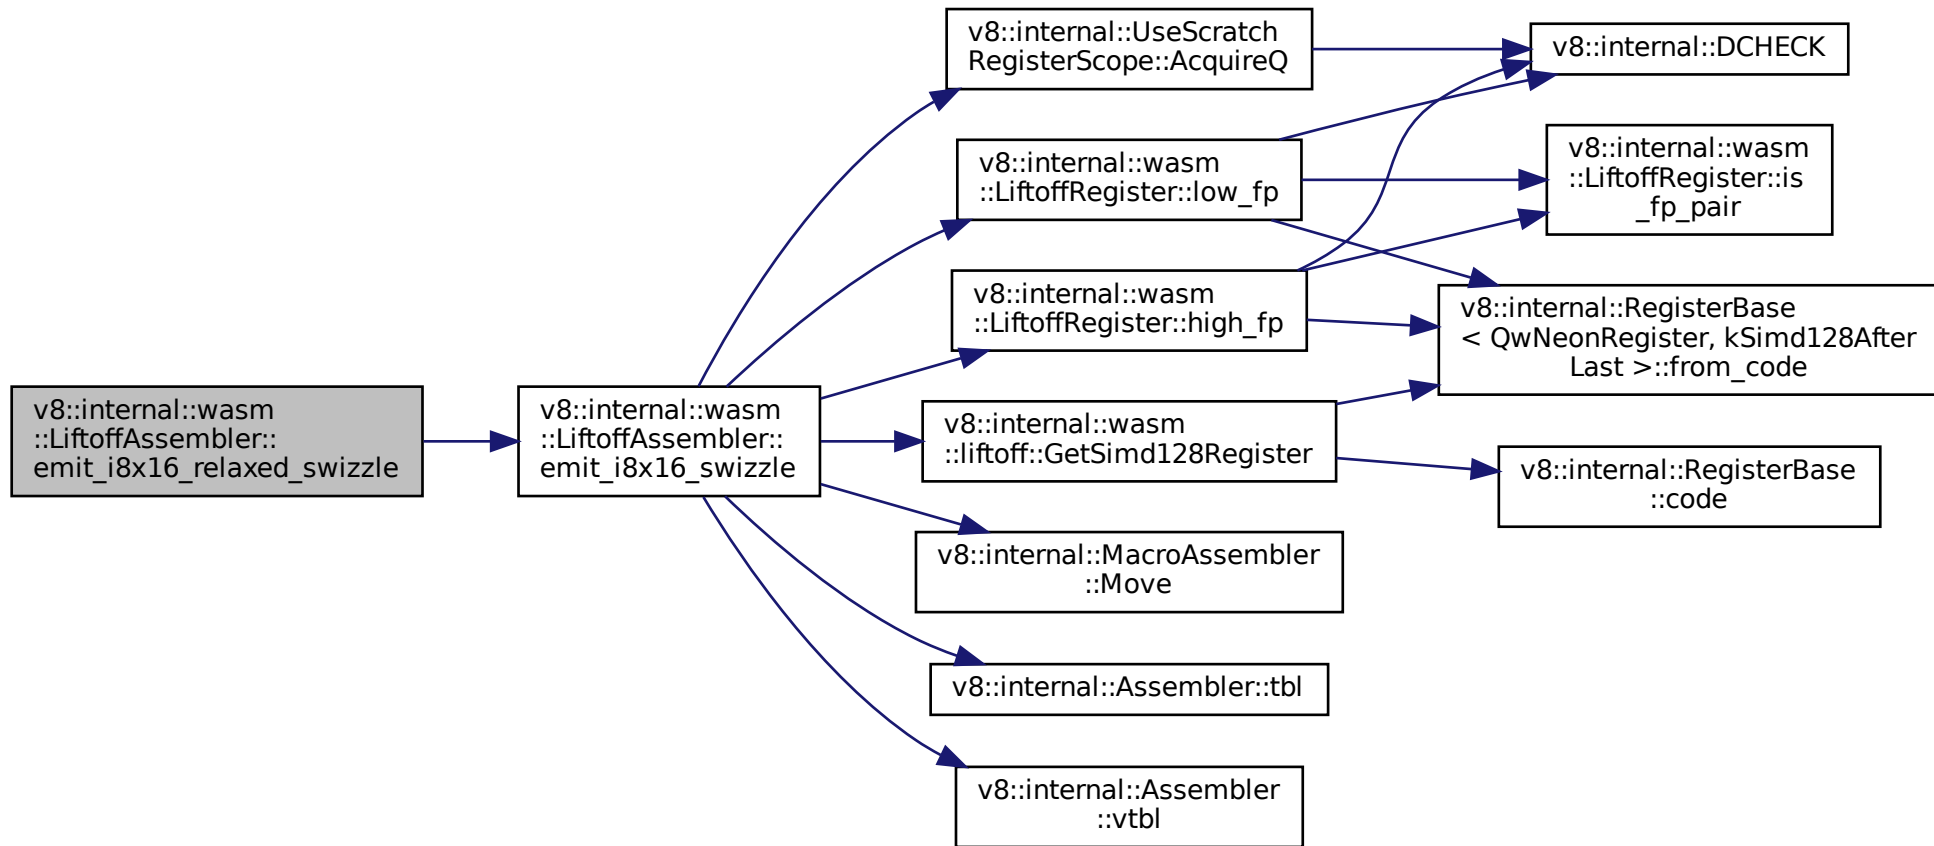 v8::internal::wasm
::LiftoffAssembler::
emit_i8x16_relaxed_swizzle
v8::internal::wasm
::LiftoffAssembler::
emit_i8x16_swizzle
v8::internal::UseScratch
RegisterScope::AcquireQ
v8::internal::wasm
::LiftoffRegister::low_fp
v8::internal::wasm
::LiftoffRegister::high_fp
v8::internal::wasm
::liftoff::GetSimd128Register
v8::internal::MacroAssembler
::Move
v8::internal::Assembler::tbl
v8::internal::Assembler
::vtbl
v8::internal::DCHECK
v8::internal::wasm
::LiftoffRegister::is
_fp_pair
v8::internal::RegisterBase
< QwNeonRegister, kSimd128After
Last >::from_code
v8::internal::RegisterBase
::code